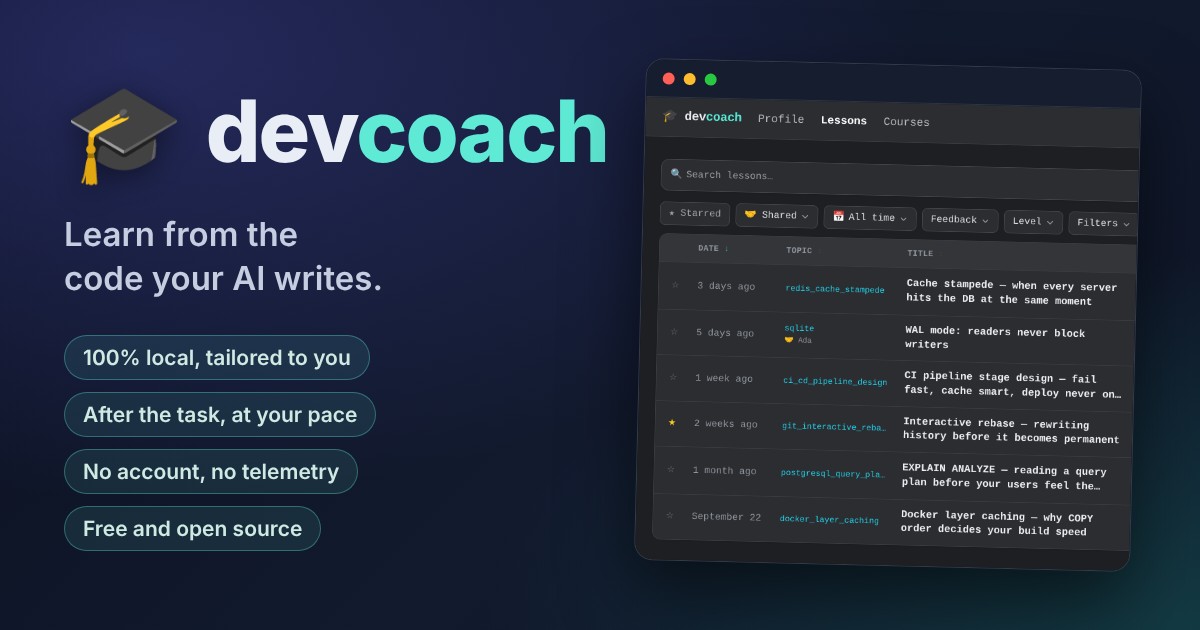 devcoach
Learn from the
code your AI writes.
100% local, tailored to you
After the task, at your pace
No account, no telemetry
Free and open source
devcoach Profile Lessons Courses
Search lessons…
★ Starred 🤝 Shared 📅 All time Feedback Level Filters
DATE ↓ TOPIC TITLE
☆ 3 days ago redis_cache_stampede Cache stampede — when every server
hits the DB at the same moment
☆ 5 days ago sqlite WAL mode: readers never block
🤝 Ada writers
☆ 1 week ago ci_cd_pipeline_design CI pipeline stage design — fail
fast, cache smart, deploy never on…
★ 2 weeks ago git_interactive_reba… Interactive rebase — rewriting
history before it becomes permanent
☆ 1 month ago postgresql_query_pla… EXPLAIN ANALYZE — reading a query
plan before your users feel the…
☆ September 22 docker_layer_caching Docker layer caching — why COPY
order decides your build speed